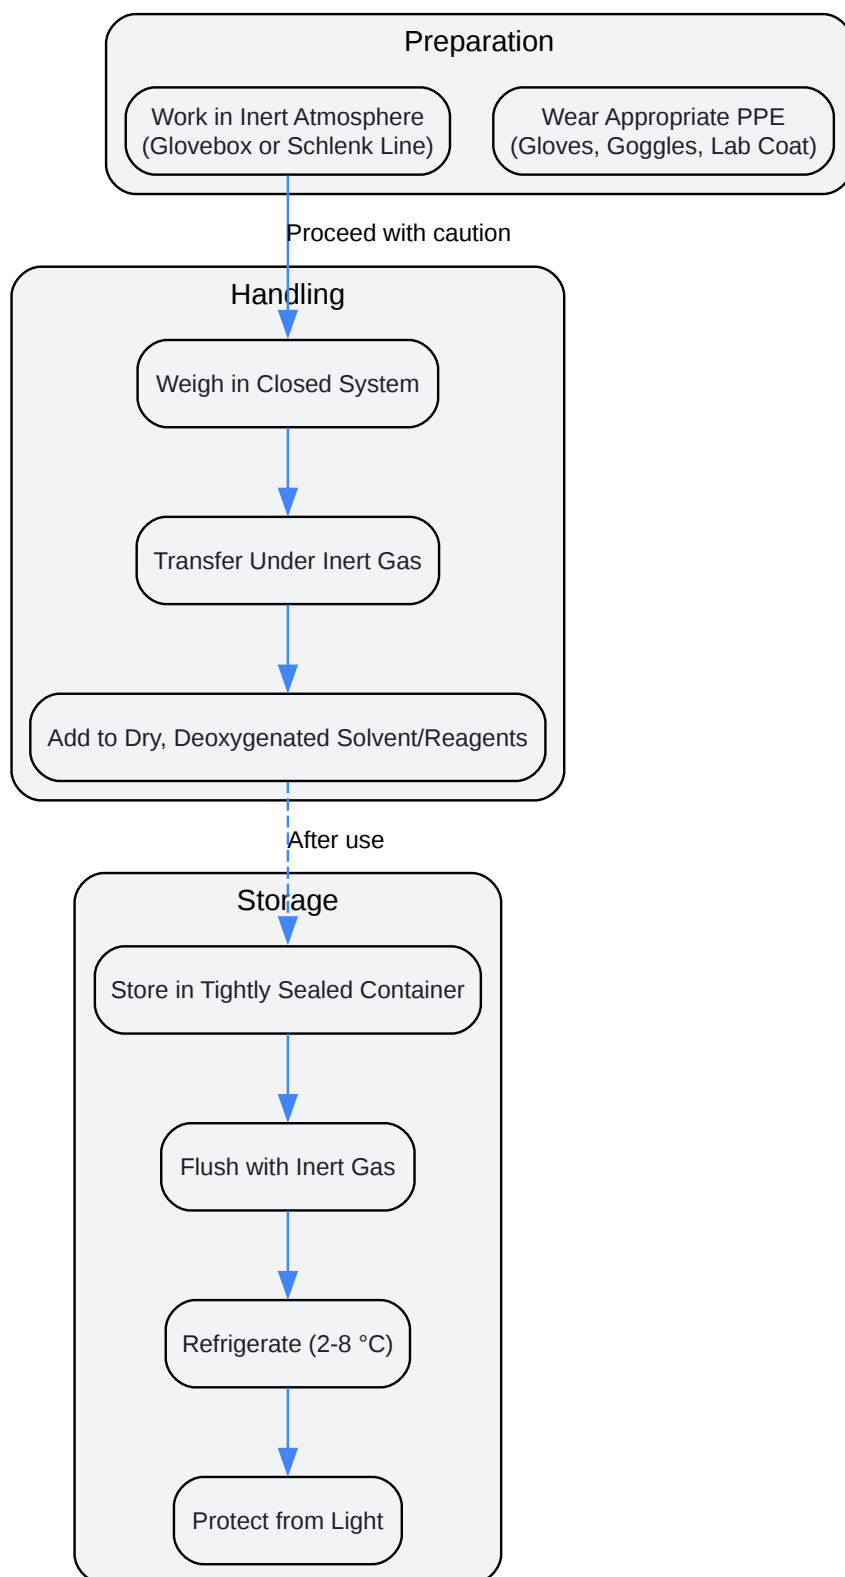 Preparation
Work in Inert Atmosphere
(Glovebox or Schlenk Line)
Wear Appropriate PPE
(Gloves, Goggles, Lab Coat)
Proceed with caution
Handling
Weigh in Closed System
Transfer Under Inert Gas
Add to Dry, Deoxygenated Solvent/Reagents
After use
Storage
Store in Tightly Sealed Container
Flush with Inert Gas
Refrigerate (2-8 °C)
Protect from Light